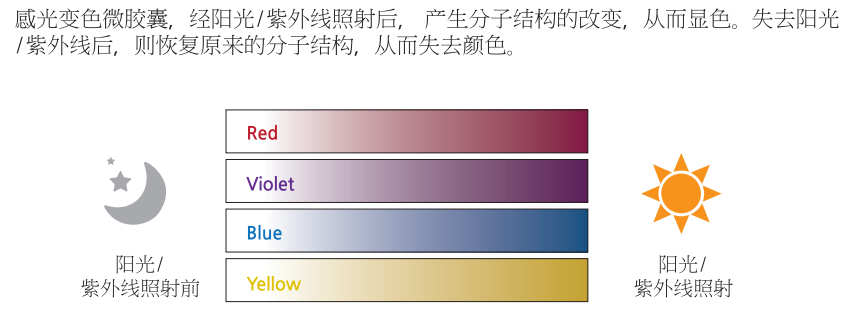 感光变色微胶囊，经阳光/紫外线照射后， 产生分子结构的改变，从而显色。失去阳光
/紫外线后，则恢复原来的分子结构，从而失去颜色。
Red
Violet
Blue
Yellow
阳光/
紫外线照射前
阳光/
紫外线照射